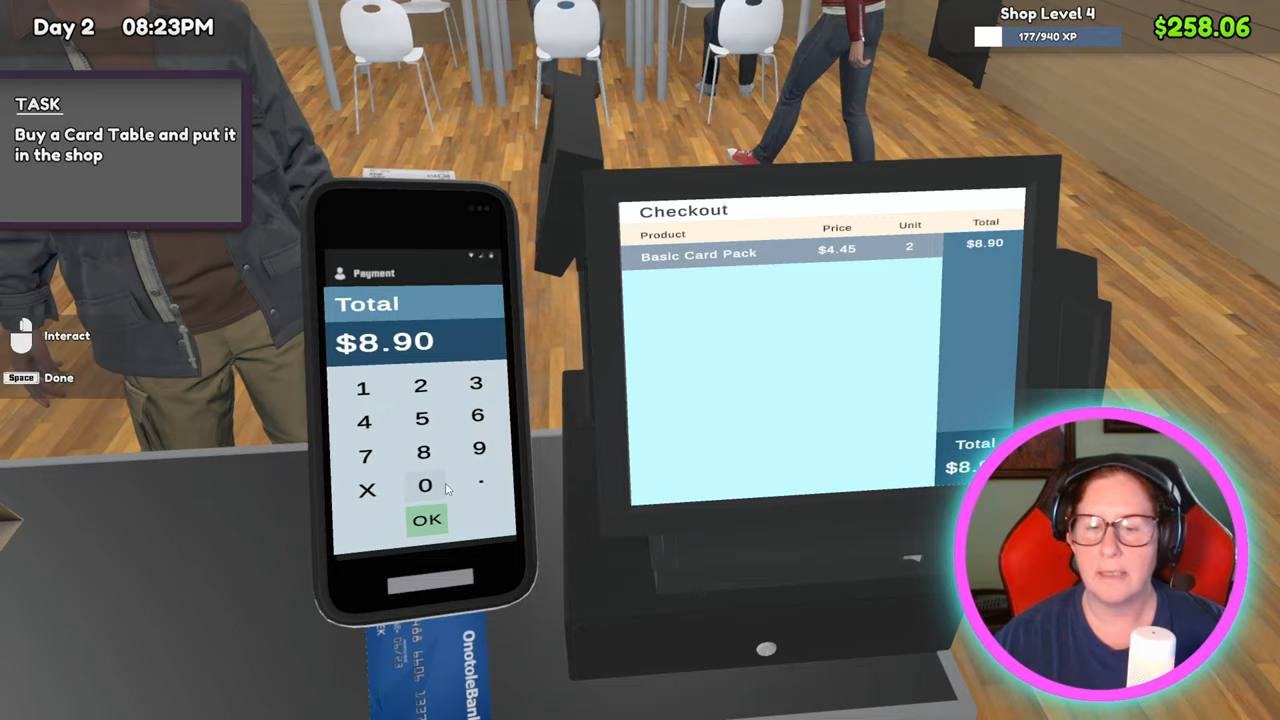 Day 2 08:23PM
Shop Level 4
177/940 XP
$258.06
TASK
Buy a Card Table and put it
in the shop
Interact
Space Done
Payment
Total
$8.90
1 2 3
4 5 6
7 8 9
X 0 .
OK
Checkout
Product Price Unit Total
Basic Card Pack $4.45 2 $8.90
Total
OnotoleBank